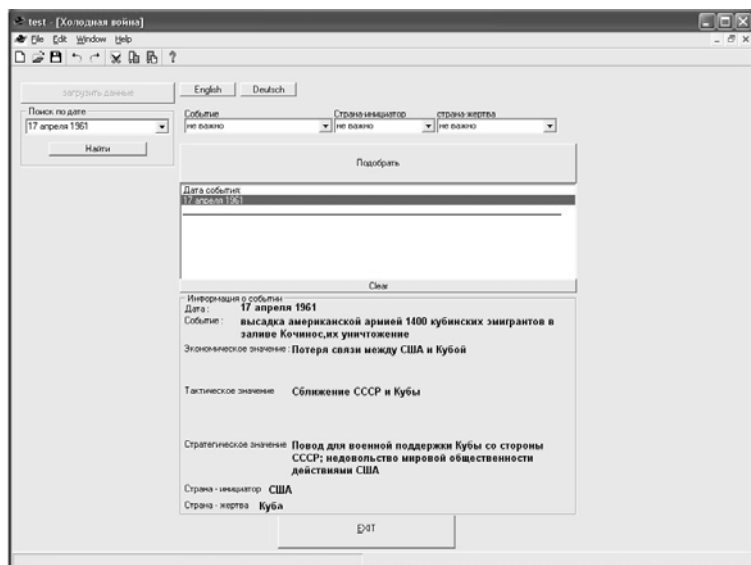 test - [Холодная война]
File Edit Window Help
загрузить данные
English Deutsch
Поиск по дате
17 апреля 1961
Найти
Событие Страна-инициатор страна-жертва
не важно не важно не важно
Подобрать
Дата события:
17 апреля 1961
Clear
Информация о событии
Дата : 17 апреля 1961
Событие : высадка американской армией 1400 кубинских эмигрантов в
заливе Кочинос,их уничтожение
Экономическое значение : Потеря связи между США и Кубой
Тактическое значение Сближение СССР и Кубы
Стратегическое значение Повод для военной поддержки Кубы со стороны
СССР; недовольство мировой общественности
действиями США
Страна - инициатор США
Страна - жертва Куба
EXIT